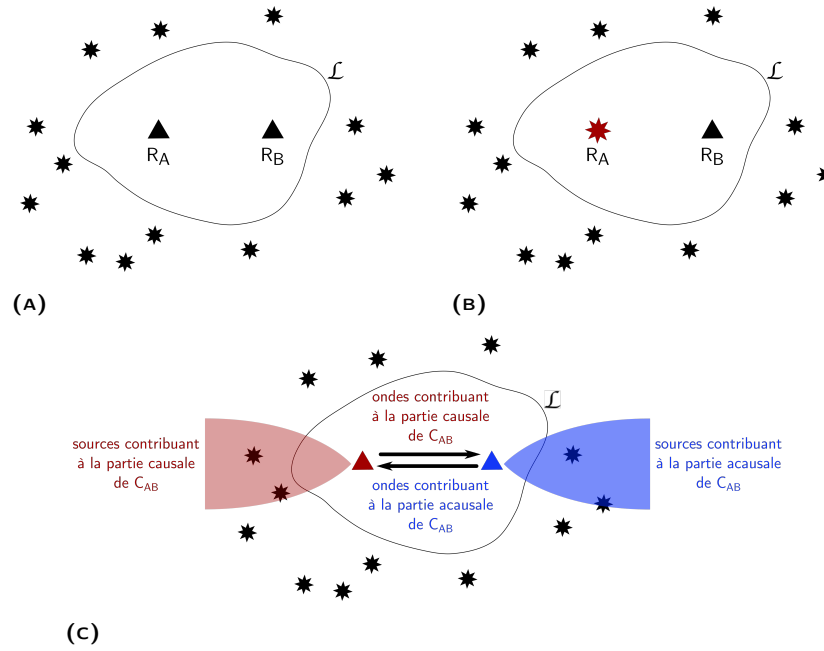 ℒ
R_A R_B
(A)
ℒ
R_A R_B
(B)
ℒ
ondes contribuant
à la partie causale
de C_AB
sources contribuant
à la partie causale
de C_AB
ondes contribuant
à la partie acausale
de C_AB
sources contribuant
à la partie acausale
de C_AB
(C)